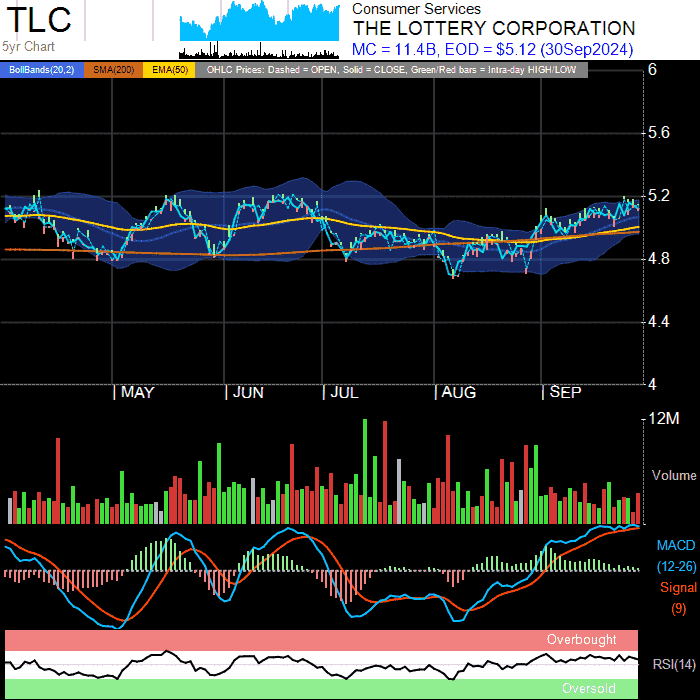 TLC
5yr Chart
Consumer Services
THE LOTTERY CORPORATION
MC = 11.4B, EOD = $5.12 (30Sep2024)
BollBands(20,2) SMA(200) EMA(50) OHLC Prices: Dashed = OPEN, Solid = CLOSE, Green/Red bars = Intra-day HIGH/LOW
6
5.6
5.2
4.8
4.4
4
MAY JUN JUL AUG SEP
12M
Volume
MACD
(12-26)
Signal
(9)
Overbought
RSI(14)
Oversold